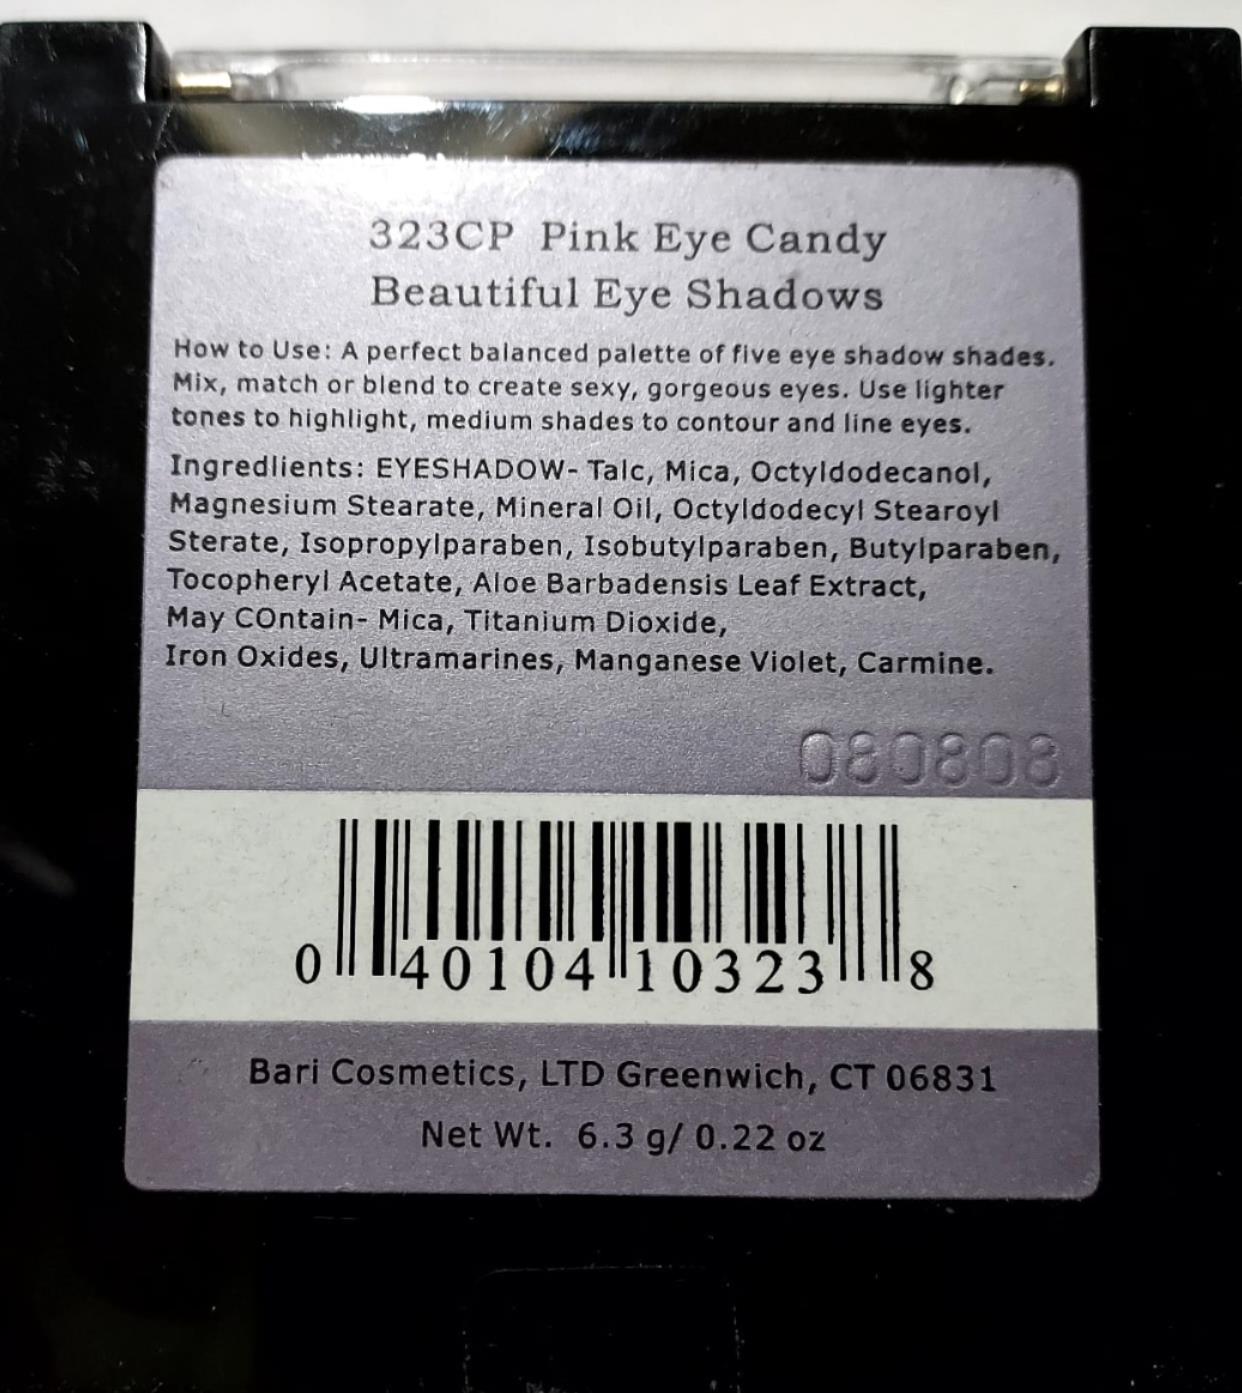 323CP Pink Eye Candy
Beautiful Eye Shadows
How to Use: A perfect balanced palette of five eye shadow shades.
Mix, match or blend to create sexy, gorgeous eyes. Use lighter
tones to highlight, medium shades to contour and line eyes.
Ingredlients: EYESHADOW- Talc, Mica, Octyldodecanol,
Magnesium Stearate, Mineral Oil, Octyldodecyl Stearoyl
Sterate, Isopropylparaben, Isobutylparaben, Butylparaben,
Tocopheryl Acetate, Aloe Barbadensis Leaf Extract,
May COntain- Mica, Titanium Dioxide,
Iron Oxides, Ultramarines, Manganese Violet, Carmine.
080808
0 40104 10323 8
Bari Cosmetics, LTD Greenwich, CT 06831
Net Wt. 6.3 g/ 0.22 oz